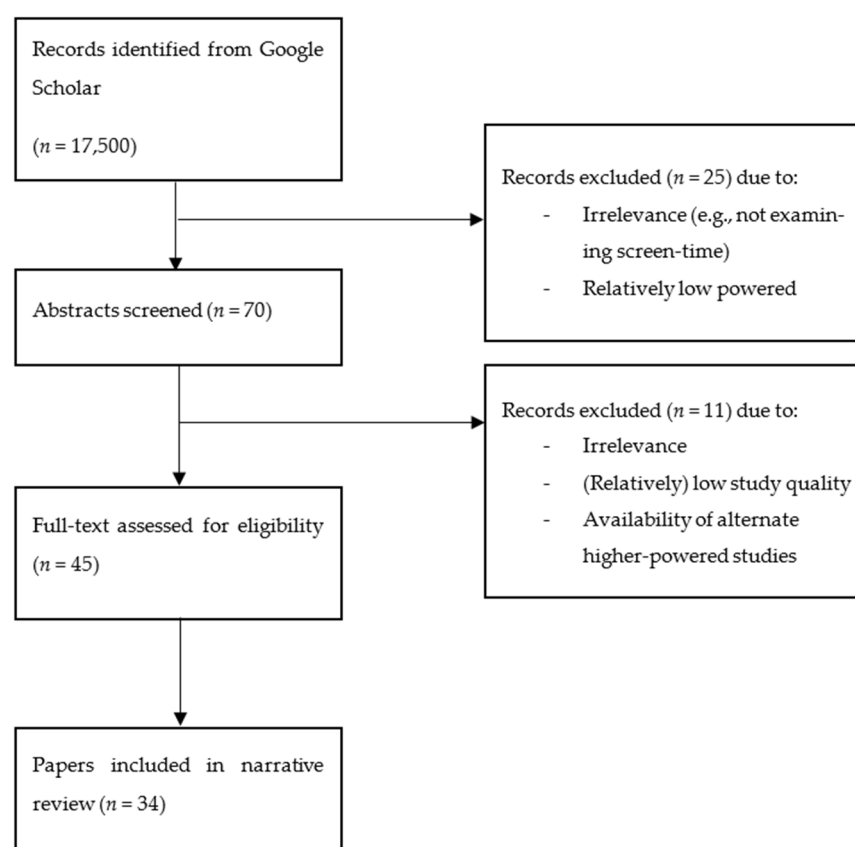 Records identified from Google
Scholar
(n = 17,500)
Records excluded (n = 25) due to:
- Irrelevance (e.g., not examin-
ing screen-time)
- Relatively low powered
Abstracts screened (n = 70)
Records excluded (n = 11) due to:
- Irrelevance
- (Relatively) low study quality
- Availability of alternate
higher-powered studies
Full-text assessed for eligibility
(n = 45)
Papers included in narrative
review (n = 34)